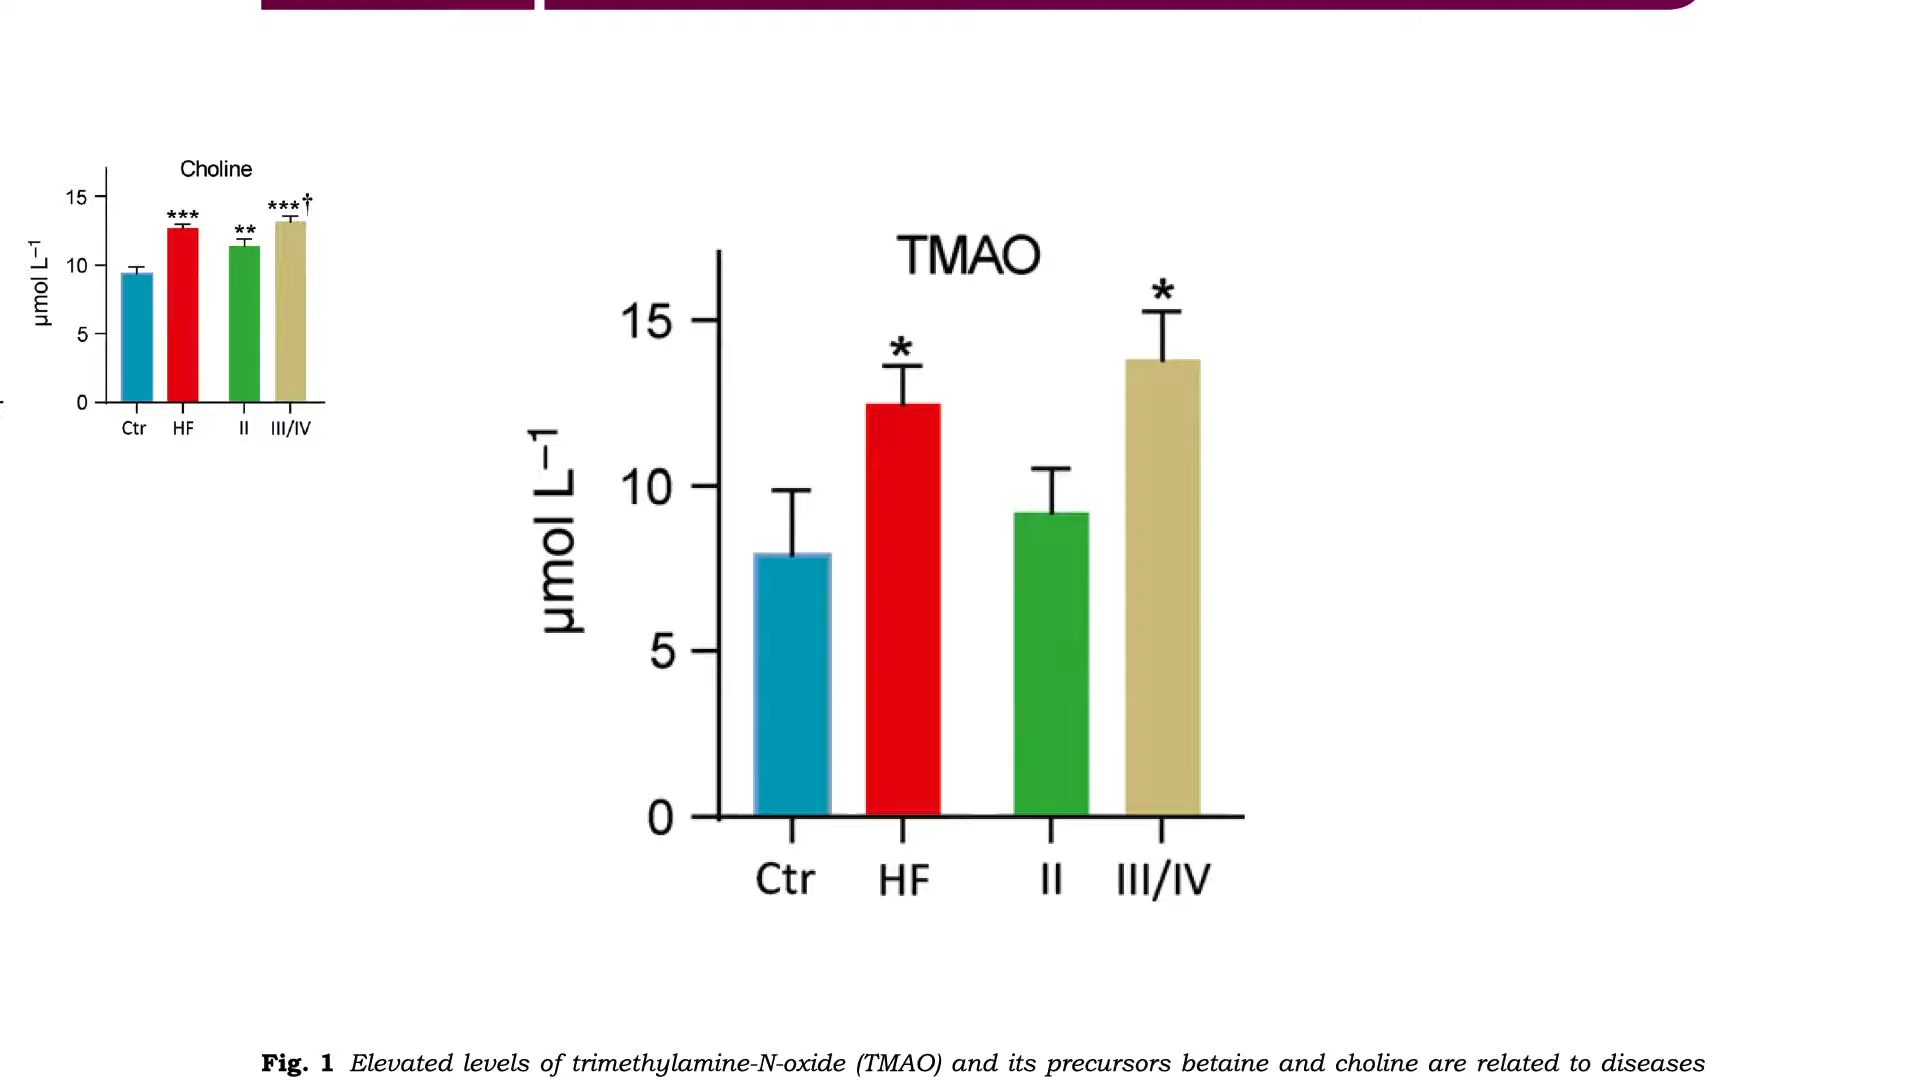 Choline
15
10
5
0
µmol L–1
***
**
***†
Ctr HF II III/IV
TMAO
15
10
5
0
µmol L–1
*
*
Ctr HF II III/IV
Fig. 1 Elevated levels of trimethylamine-N-oxide (TMAO) and its precursors betaine and choline are related to diseases